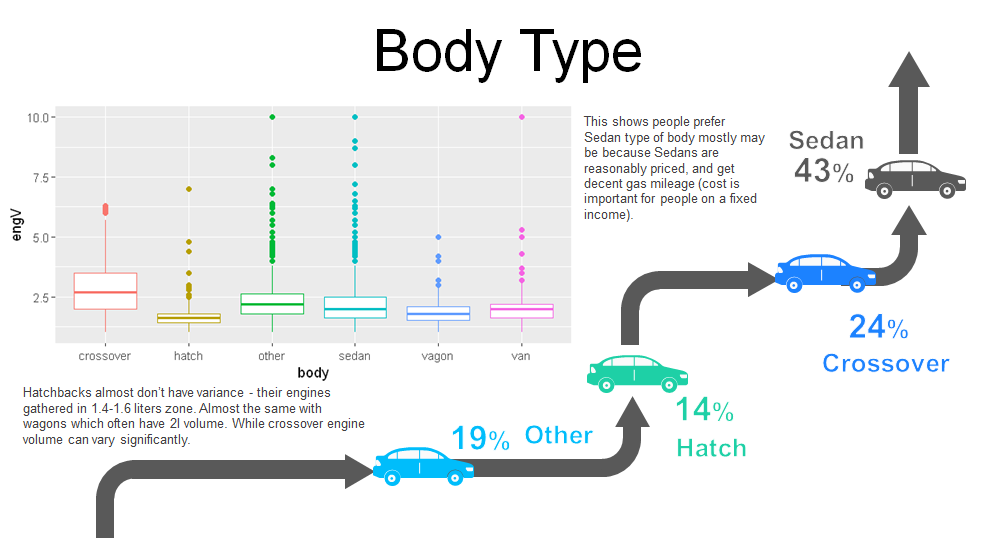 Body Type
10.0
7.5
5.0
2.5
engV
crossover
hatch
other
sedan
vagon
van
body
This shows people prefer
Sedan type of body mostly may
be because Sedans are
reasonably priced, and get
decent gas mileage (cost is
important for people on a fixed
income).
Sedan
43%
24%
Crossover
14%
Hatch
19% Other
Hatchbacks almost don't have variance - their engines
gathered in 1.4-1.6 liters zone. Almost the same with
wagons which often have 2l volume. While crossover engine
volume can vary significantly.